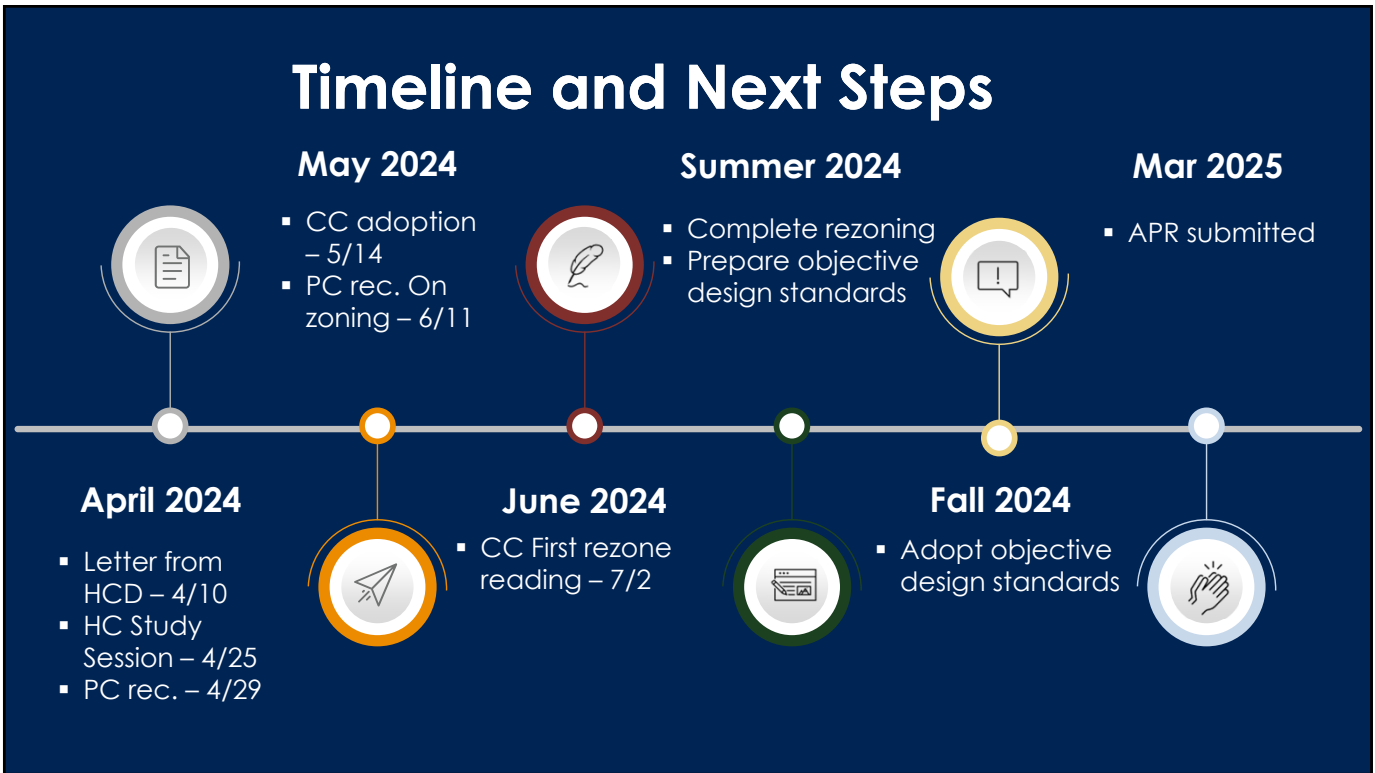 Timeline and Next Steps
April 2024
▪ Letter from
HCD – 4/10
▪ HC Study
Session – 4/25
▪ PC rec. – 4/29
May 2024
▪ CC adoption
– 5/14
▪ PC rec. On
zoning – 6/11
June 2024
▪ CC First rezone
reading – 7/2
Summer 2024
▪ Complete rezoning
▪ Prepare objective
design standards
Fall 2024
▪ Adopt objective
design standards
Mar 2025
▪ APR submitted